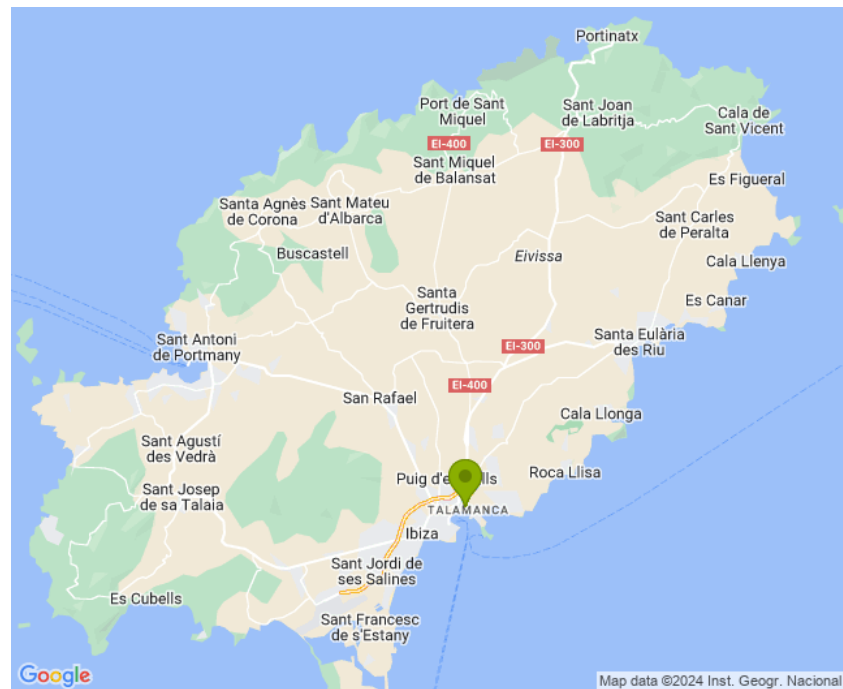 Portinatx
Port de Sant
Miquel
Sant Joan
de Labritja
Cala de
Sant Vicent
EI-400
EI-300
Sant Miquel
de Balansat
Es Figueral
Santa Agnès
de Corona
Sant Mateu
d'Albarca
Sant Carles
de Peralta
Buscastell
Eivissa
Cala Llenya
Santa
Gertrudis
de Fruitera
Es Canar
Sant Antoni
de Portmany
EI-300
Santa Eulària
des Riu
EI-400
San Rafael
Cala Llonga
Sant Agustí
des Vedrà
Roca Llisa
Puig d'e
lls
Sant Josep
de sa Talaia
TALAMANCA
Ibiza
Sant Jordi de
ses Salines
Es Cubells
Sant Francesc
de s'Estany
Google
Map data ©2024 Inst. Geogr. Nacional